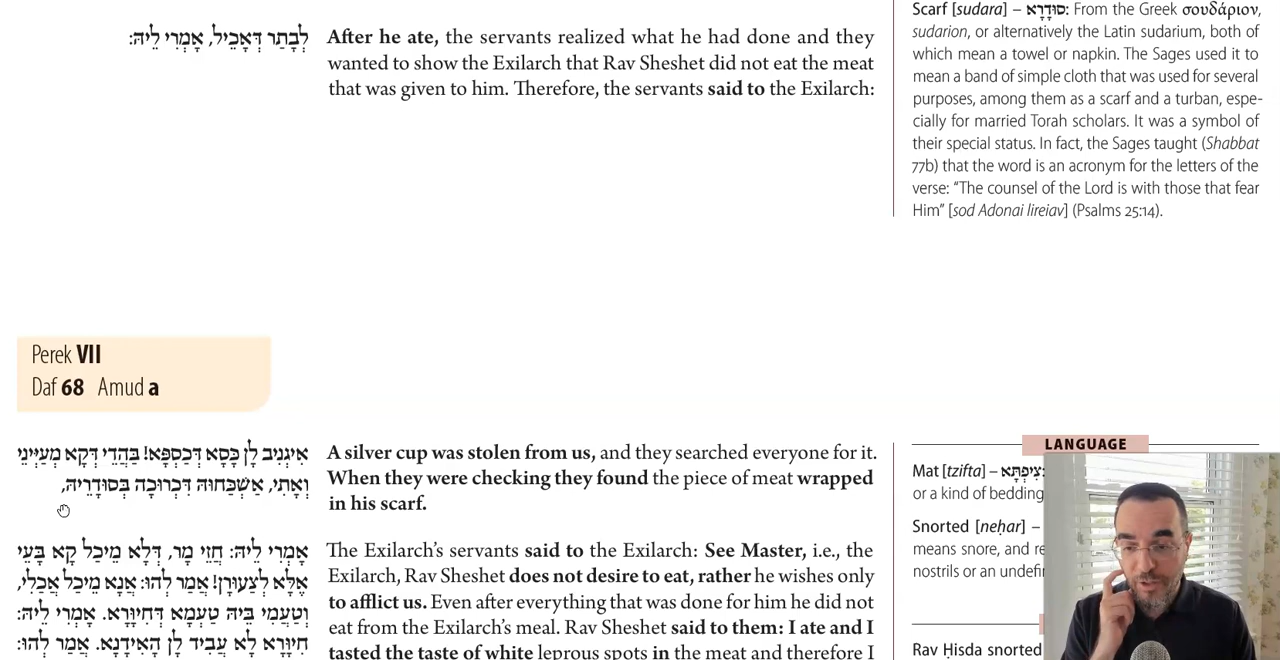 לְבָתַר דְּאָכֵיל, אָמְרִי לֵיהּ:
After he ate, the servants realized what he had done and they
wanted to show the Exilarch that Rav Sheshet did not eat the meat
that was given to him. Therefore, the servants said to the Exilarch:
Scarf [sudara] – סוּדָרָא: From the Greek σουδάριον,
sudarion, or alternatively the Latin sudarium, both of
which mean a towel or napkin. The Sages used it to
mean a band of simple cloth that was used for several
purposes, among them as a scarf and a turban, espe-
cially for married Torah scholars. It was a symbol of
their special status. In fact, the Sages taught (Shabbat
77b) that the word is an acronym for the letters of the
verse: “The counsel of the Lord is with those that fear
Him” [sod Adonai lireiav] (Psalms 25:14).
Perek VII
Daf 68 Amud a
אִיגְּנִיב לַן כָּסָא דְכַסְפָּא! בַּהֲדֵי דְּקָא מְעַיְּינִי
וְאָתִי, אַשְׁכְּחוּהּ דִּכְרוּכָה בְּסוּדָרֵיהּ,
אָמְרִי לֵיהּ: חֲזֵי מָר, דְּלָא מֵיכַל קָא בָּעֵי
אֶלָּא לְצַעוֹרַן! אֲמַר לְהוּ: אֲנָא מֵיכַל אֲכַלִי,
וּטְעַמִי בֵּיהּ טַעְמָא דְּחִיוָּרָא. אָמְרִי לֵיהּ:
חִיוָּרָא לָא עֲבִיד לַן הָאִידָּנָא. אֲמַר לְהוּ:
A silver cup was stolen from us, and they searched everyone for it.
When they were checking they found the piece of meat wrapped
in his scarf.
The Exilarch’s servants said to the Exilarch: See Master, i.e., the
Exilarch, Rav Sheshet does not desire to eat, rather he wishes only
to afflict us. Even after everything that was done for him he did not
eat from the Exilarch’s meal. Rav Sheshet said to them: I ate and I
tasted the taste of white leprous spots in the meat and therefore I
LANGUAGE
Mat [tzifta] – צִיפְתָא:
or a kind of bedding
Snorted [neḥar] –
means snore, and re
nostrils or an undefi
Rav Ḥisda snorted